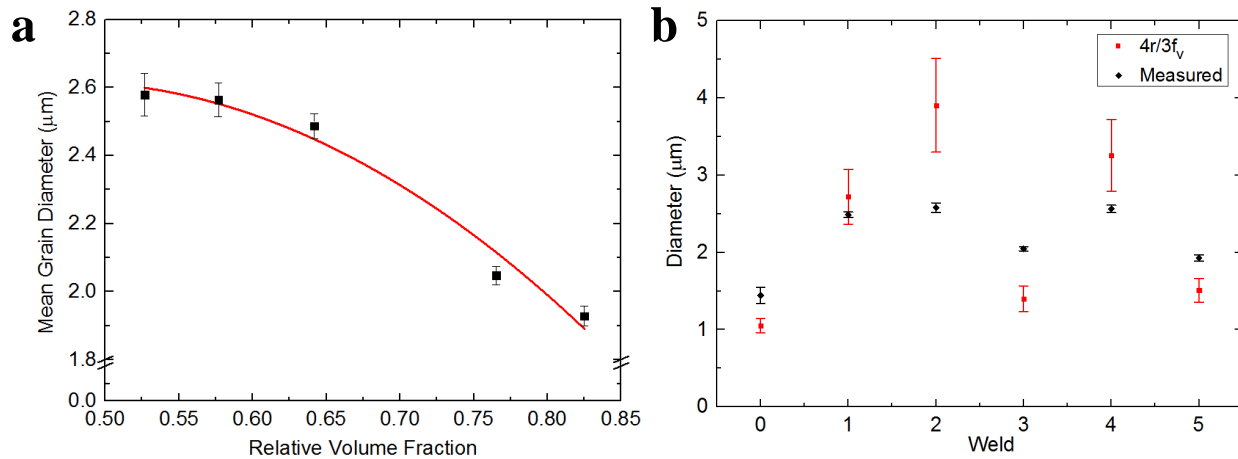 a
Mean Grain Diameter (μm)
2.8
2.6
2.4
2.2
2.0
1.8
0.0
0.50 0.55 0.60 0.65 0.70 0.75 0.80 0.85
Relative Volume Fraction
b
Diameter (μm)
5
4
3
2
1
0
4r/3fv
Measured
0 1 2 3 4 5
Weld